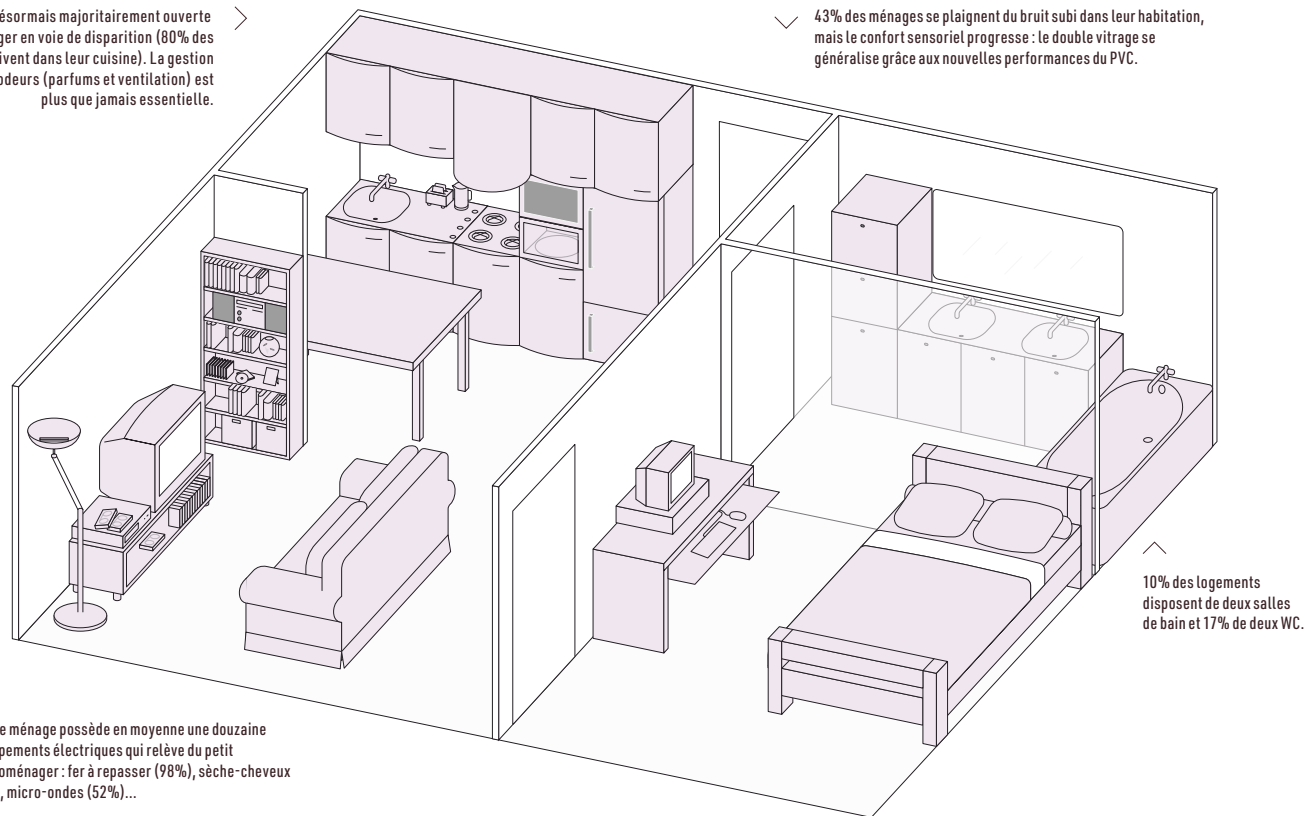 ésormais majoritairement ouverte
ger en voie de disparition (80% des
ivent dans leur cuisine). La gestion
odeurs (parfums et ventilation) est
plus que jamais essentielle.
43% des ménages se plaignent du bruit subi dans leur habitation,
mais le confort sensoriel progresse : le double vitrage se
généralise grâce aux nouvelles performances du PVC.
10% des logements
disposent de deux salles
de bain et 17% de deux WC.
e ménage possède en moyenne une douzaine
pements électriques qui relève du petit
oménager : fer à repasser (98%), sèche-cheveux
, micro-ondes (52%)...